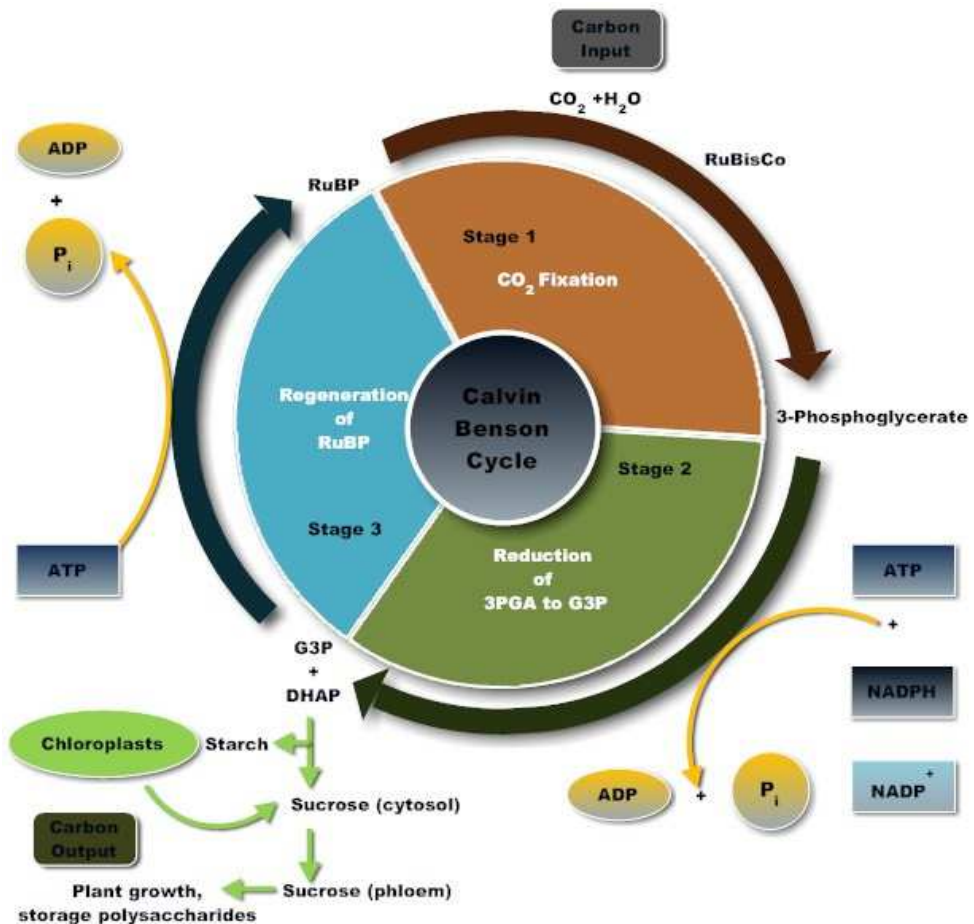 Carbon
Input
CO₂ +H₂O
RuBisCo
ADP
+
Pᵢ
RuBP
Stage 1
CO₂ Fixation
Regeneration
of
RuBP
Calvin
Benson
Cycle
3-Phosphoglycerate
Stage 2
Stage 3
Reduction
of
3PGA to G3P
ATP
ATP
+
NADPH
NADP⁺
G3P
+
DHAP
ADP + Pᵢ
Chloroplasts
Starch
Sucrose (cytosol)
Carbon
Output
Sucrose (phloem)
Plant growth,
storage polysaccharides